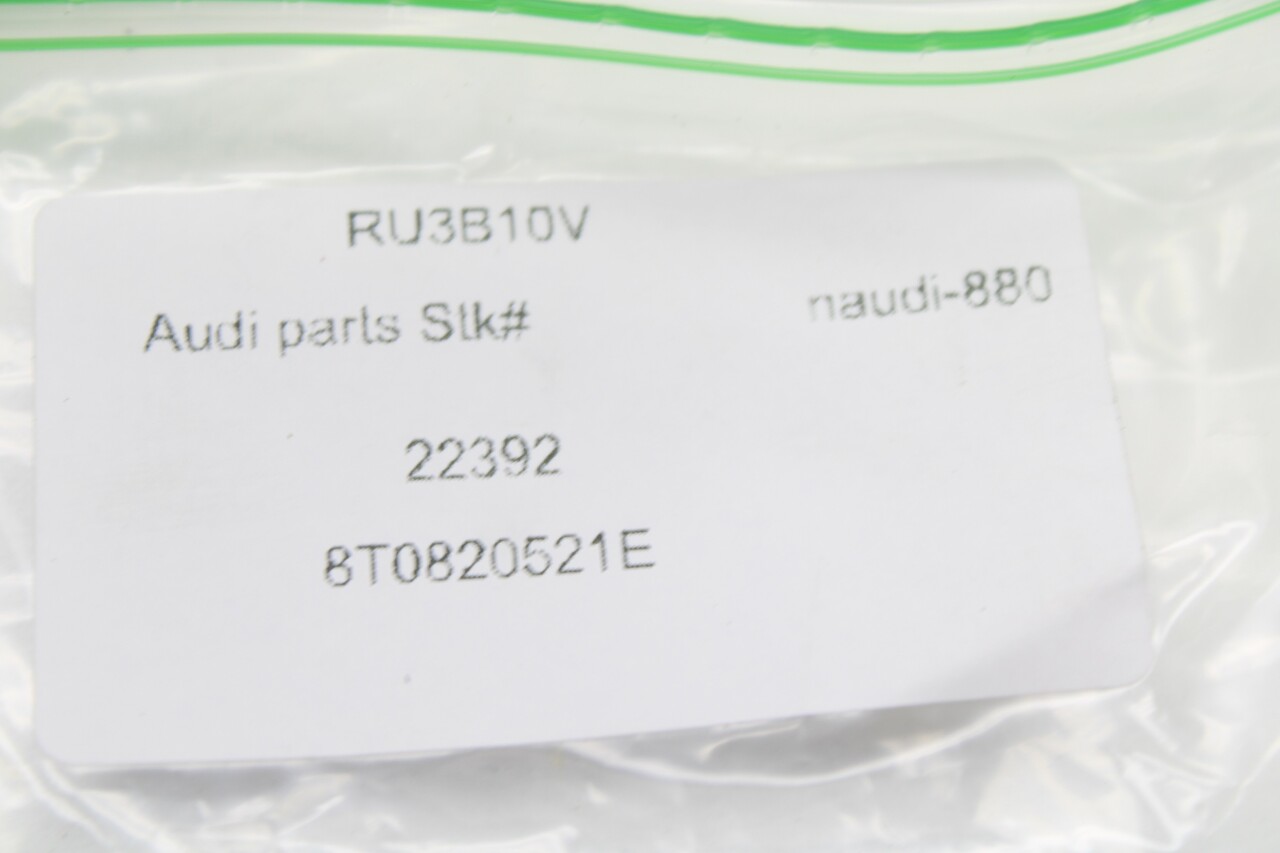 RU3B10V
Audi parts Stk# naudi-880
22392
8T0820521E